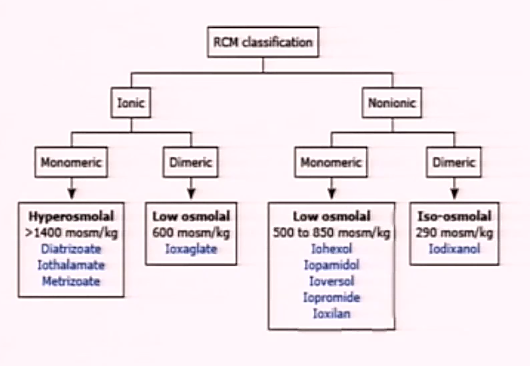 RCM classification
Ionic
Nonionic
Monomeric
Dimeric
Monomeric
Dimeric
Hyperosmolal
>1400 mosm/kg
Diatrizoate
Iothalamate
Metrizoate
Low osmolal
600 mosm/kg
Ioxaglate
Low osmolal
500 to 850 mosm/kg
Iohexol
Iopamidol
Ioversol
Iopromide
Ioxilan
Iso-osmolal
290 mosm/kg
Iodixanol